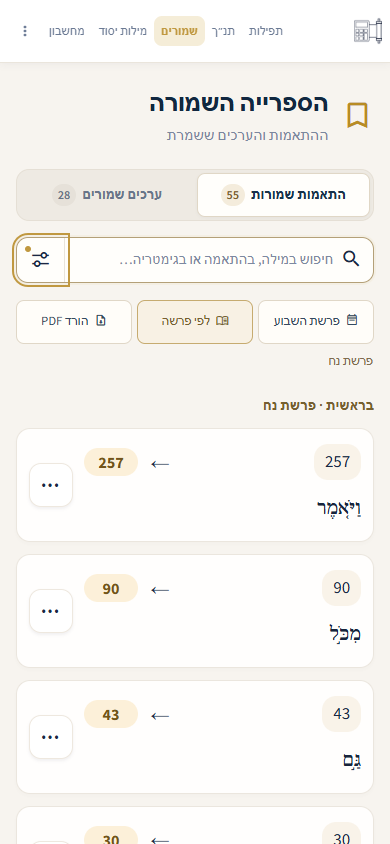 תפילות תנ״ך שמורים מילות יסוד מחשבון
הספרייה השמורה
ההתאמות והערכים ששמרת
התאמות שמורות 55 ערכים שמורים 28
חיפוש במילה, בהתאמה או בגימטריה...
פרשת השבוע לפי פרשה הורד PDF
פרשת נח
בראשית · פרשת נח
257 ← 257
וַיֹּ֤אמֶר
90 ← 90
מִכֹּ֣ל
43 ← 43
גַּ֣ם
30 ← 30